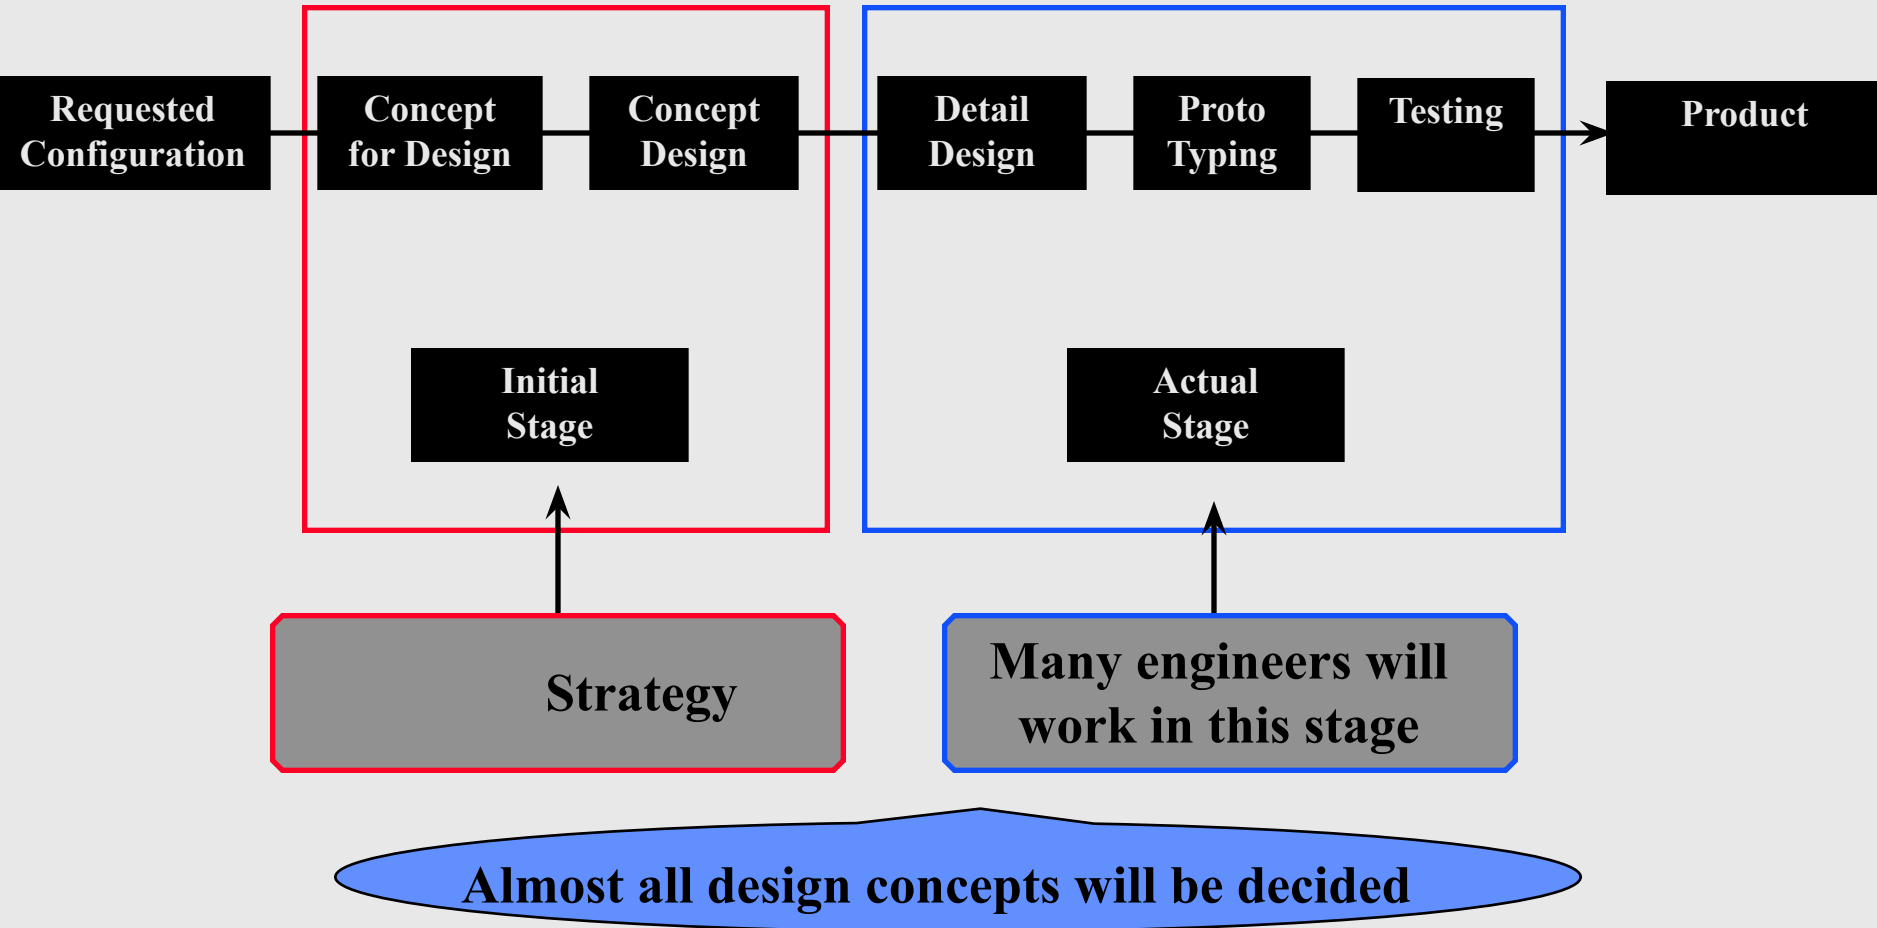 Requested
Configuration
Concept
for Design
Concept
Design
Detail
Design
Proto
Typing
Testing
Product
Initial
Stage
Actual
Stage
Strategy
Many engineers will
work in this stage
Almost all design concepts will be decided